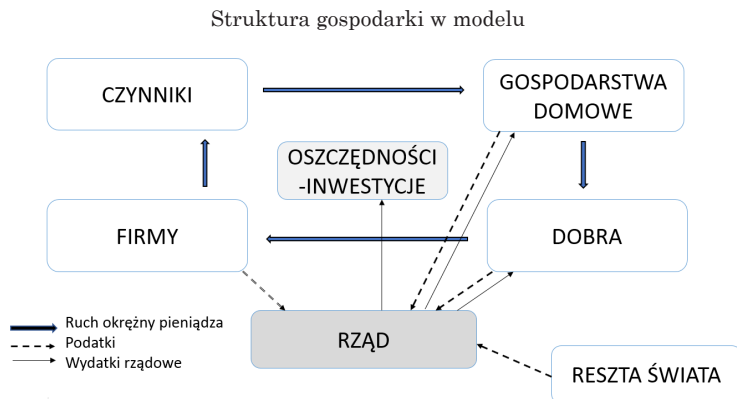 Struktura gospodarki w modelu
CZYNNIKI
GOSPODARSTWA
DOMOWE
OSZCZĘDNOŚCI
-INWESTYCJE
FIRMY
DOBRA
Ruch okrężny pieniądza
Podatki
Wydatki rządowe
RZĄD
RESZTA ŚWIATA